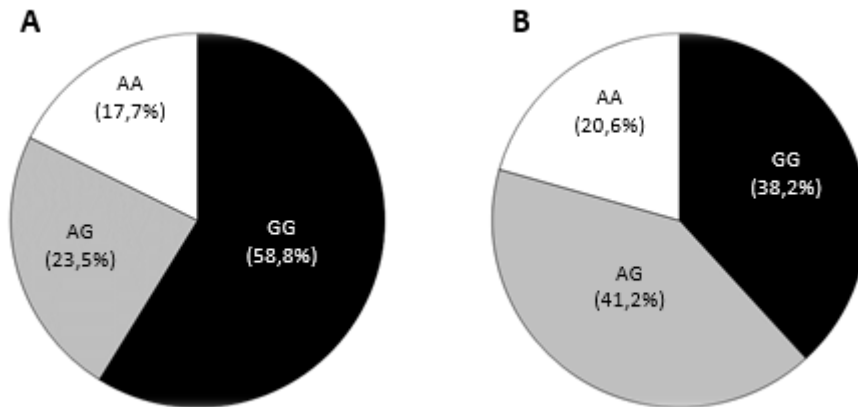 A
AA
(17,7%)
AG
(23,5%)
GG
(58,8%)
B
AA
(20,6%)
GG
(38,2%)
AG
(41,2%)